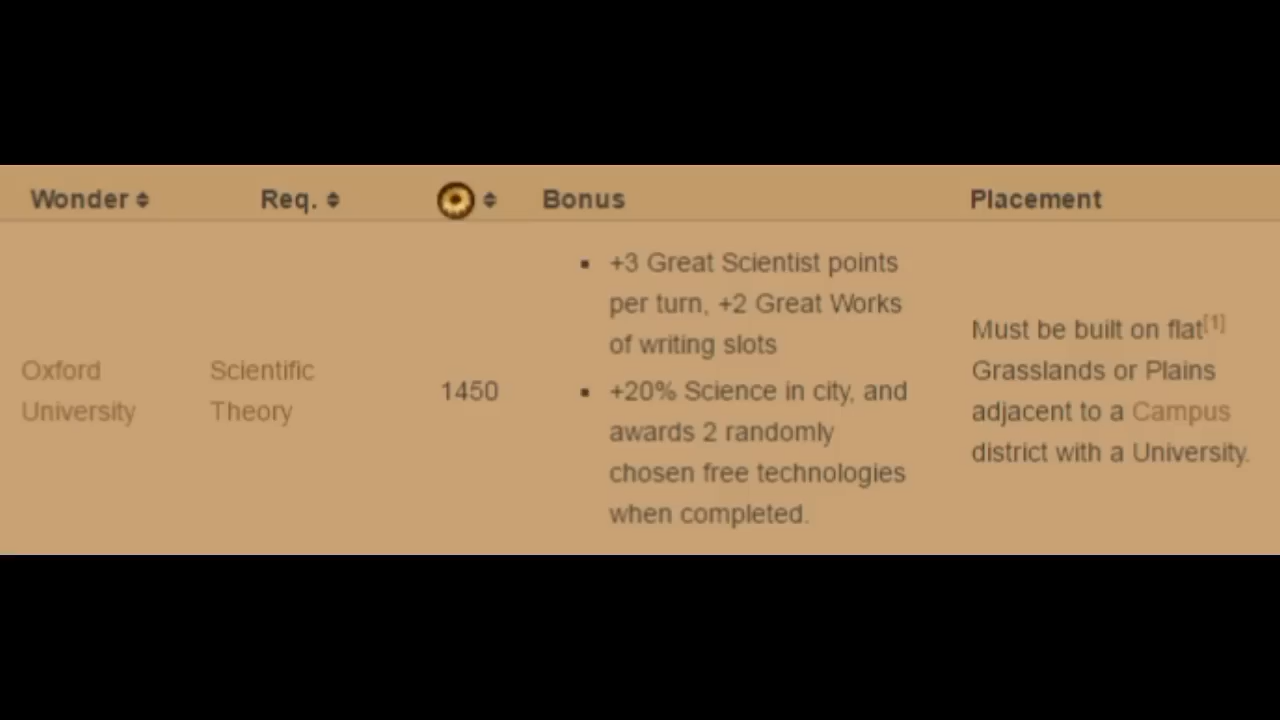 Wonder Req. Bonus Placement
Oxford
University
Scientific
Theory
1450
▪ +3 Great Scientist points
per turn, +2 Great Works
of writing slots
▪ +20% Science in city, and
awards 2 randomly
chosen free technologies
when completed.
Must be built on flat[1]
Grasslands or Plains
adjacent to a Campus
district with a University.